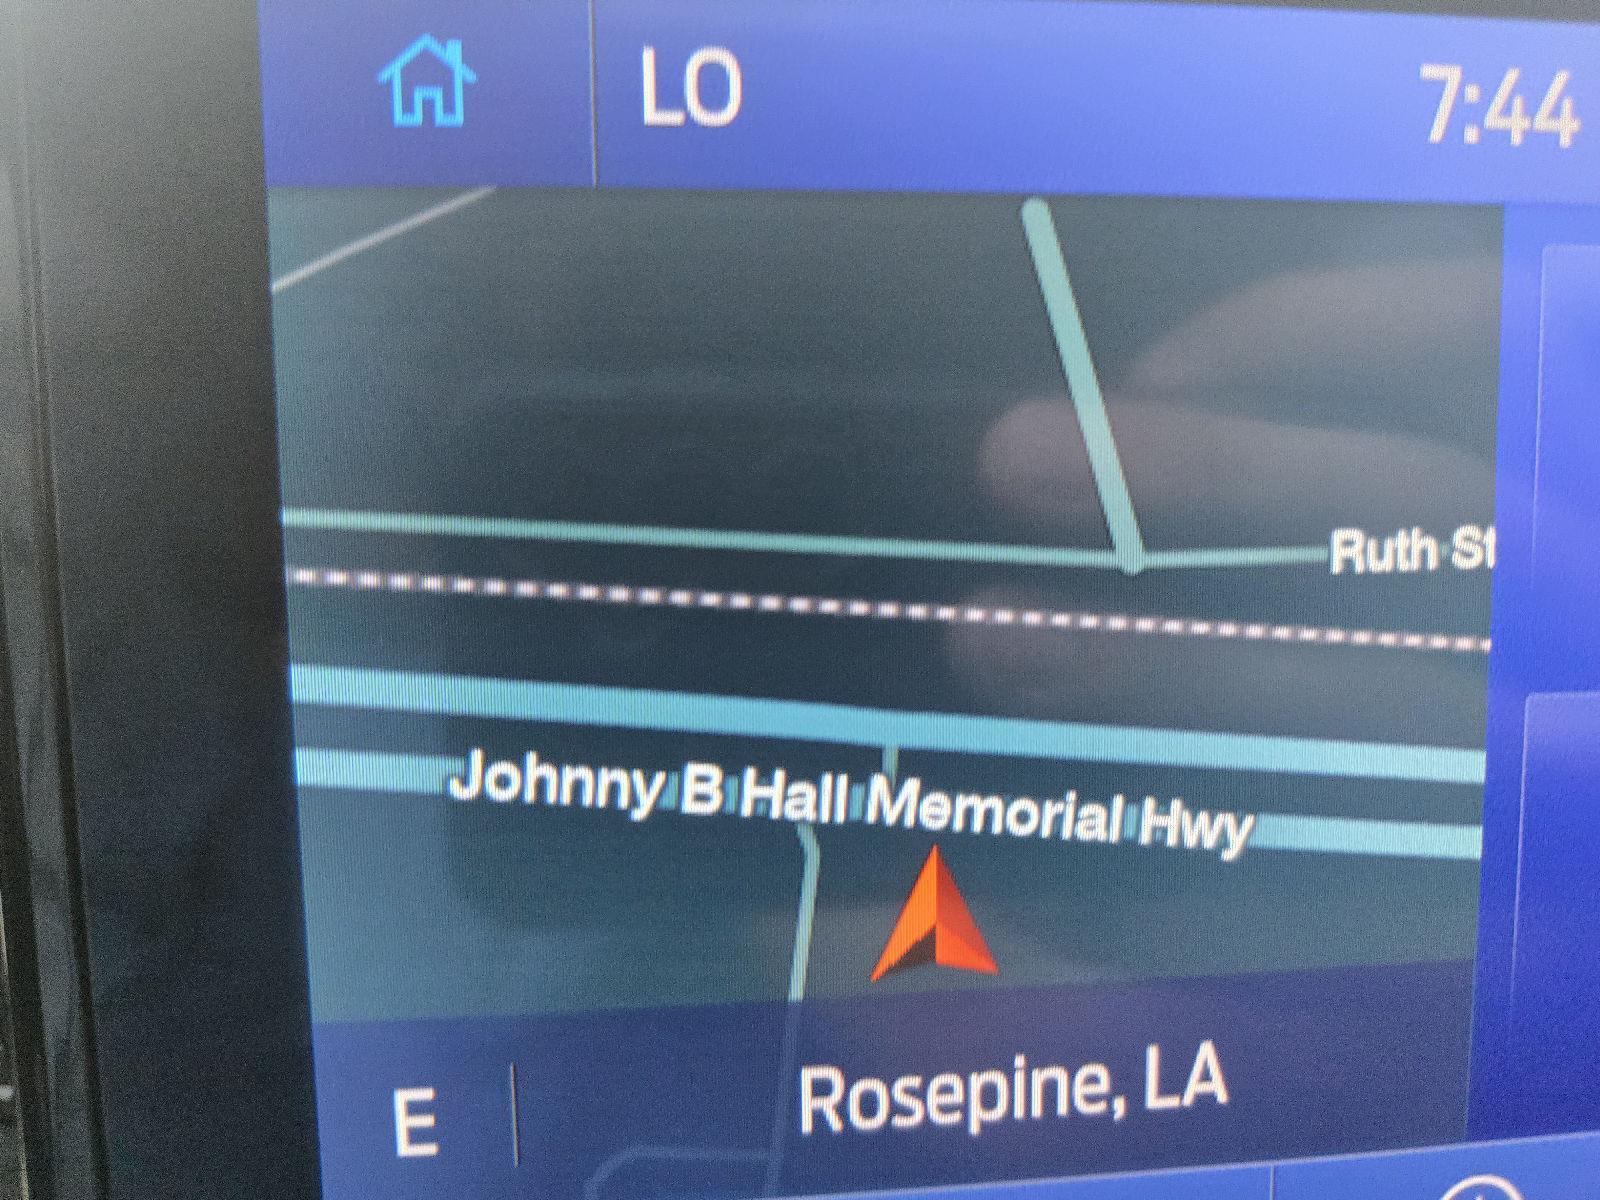 LO
7:44
Ruth St
Johnny B Hall Memorial Hwy
E
Rosepine, LA